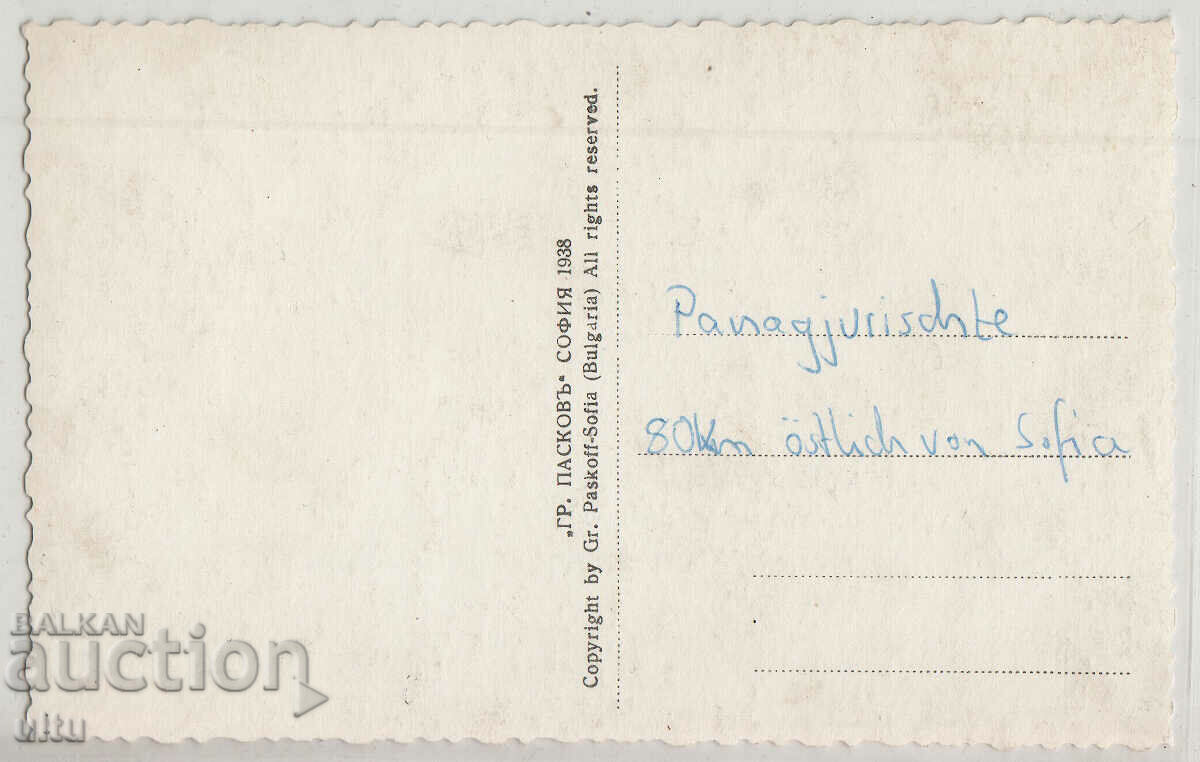 „ГР. ПАСКОВЪ“ СОФИЯ 1938
Copyright by Gr. Paskoff-Sofia (Bulgaria) All rights reserved.
Panagjurischte
80km östlich von Sofia
BALKAN
auction
ultu